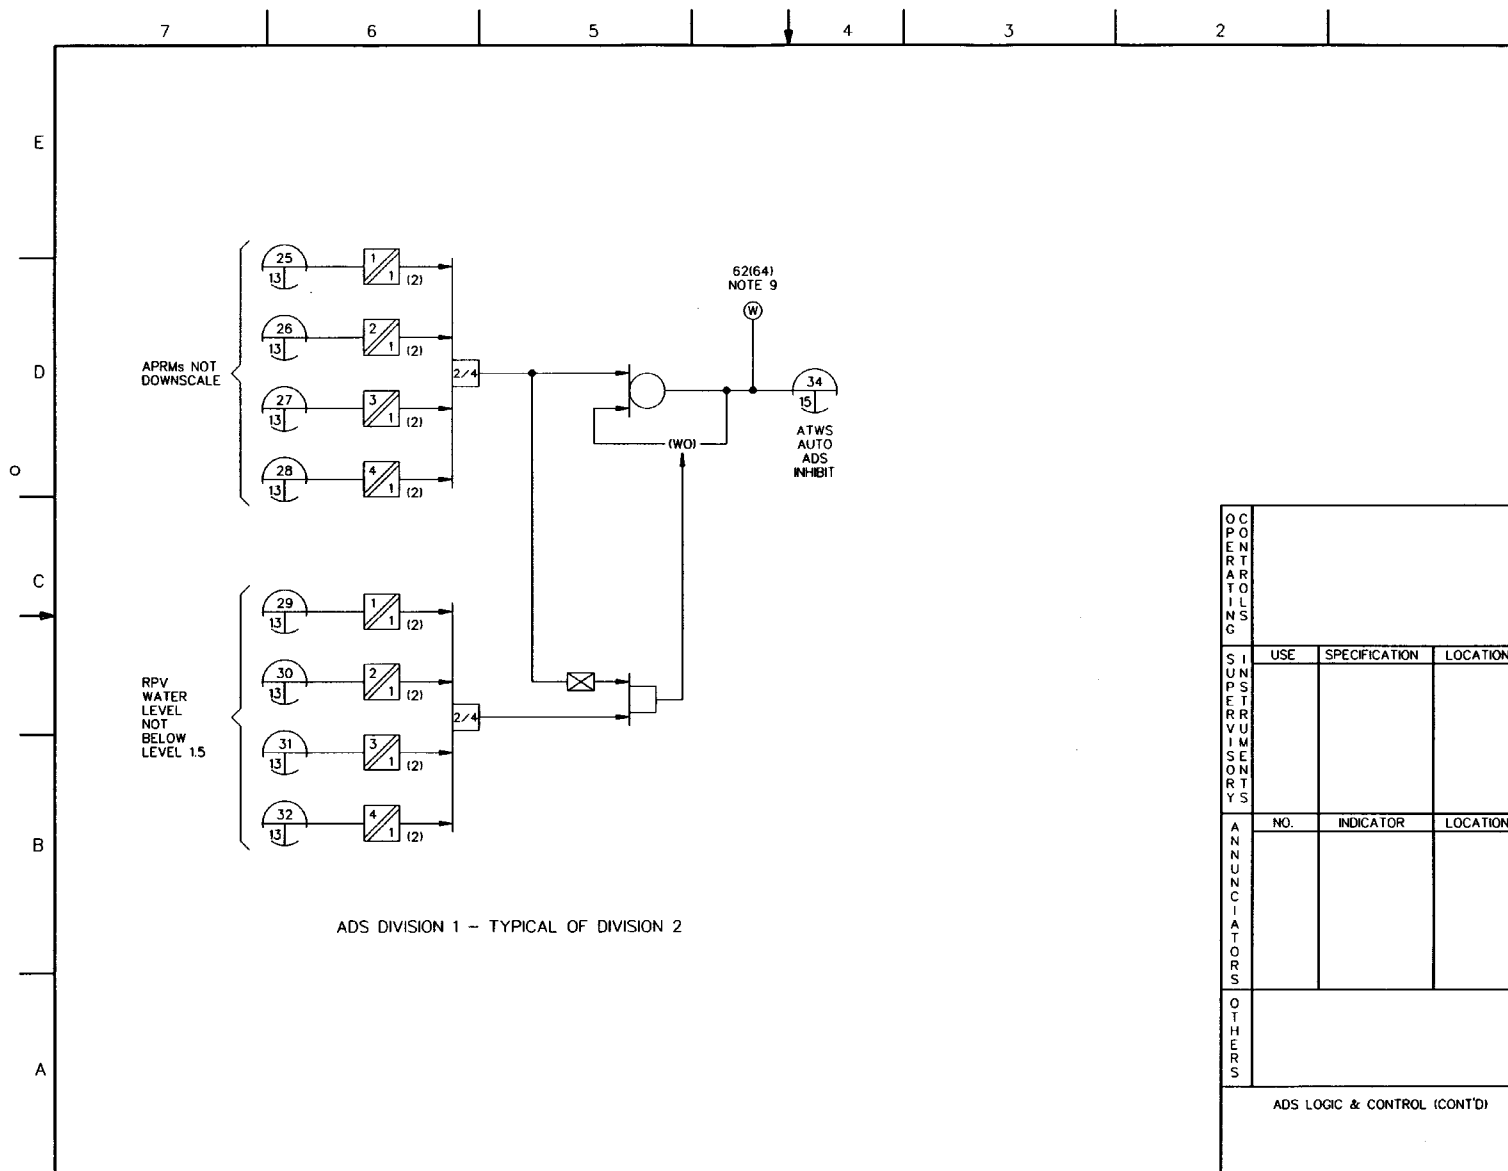 7 6 5 4 3 2
E
D
C
B
A
APRMs NOT
DOWNSCALE
25
13
1
1
(2)
26
13
2
1
(2)
27
13
3
1
(2)
28
13
4
1
(2)
2/4
62(64)
NOTE 9
W
34
15
ATWS
AUTO
ADS
INHIBIT
(WO)
RPV
WATER
LEVEL
NOT
BELOW
LEVEL 1.5
29
13
1
1
(2)
30
13
2
1
(2)
31
13
3
1
(2)
32
13
4
1
(2)
2/4
ADS DIVISION 1 – TYPICAL OF DIVISION 2
OPERATING
CONTROLS
SUPERVISORY
INSTRUMENTS
USE SPECIFICATION LOCATION
ANNUNCIATORS
NO. INDICATOR LOCATION
OTHERS
ADS LOGIC & CONTROL (CONT'D)